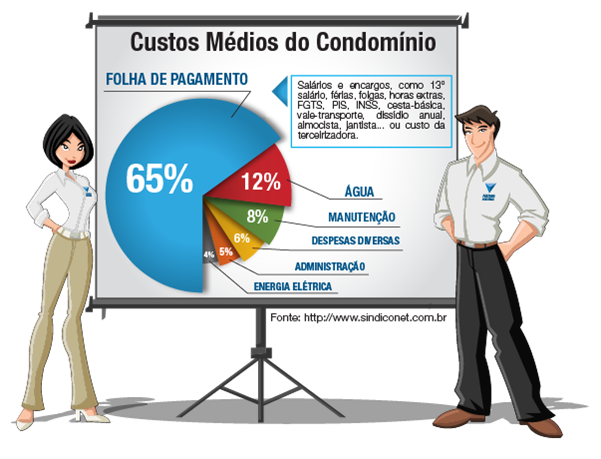 Custos Médios do Condomínio
FOLHA DE PAGAMENTO
Salários e encargos, como 13º
salário, férias, folgas, horas extras,
FGTS, PIS, INSS, cesta-básica,
vale-transporte, dissídio anual,
almocista, jantista... ou custo da
terceirizadora.
65%
12%
ÁGUA
8%
MANUTENÇÃO
6%
DESPESAS DIVERSAS
5%
ADMINISTRAÇÃO
4%
ENERGIA ELÉTRICA
Fonte: http://www.sindiconet.com.br